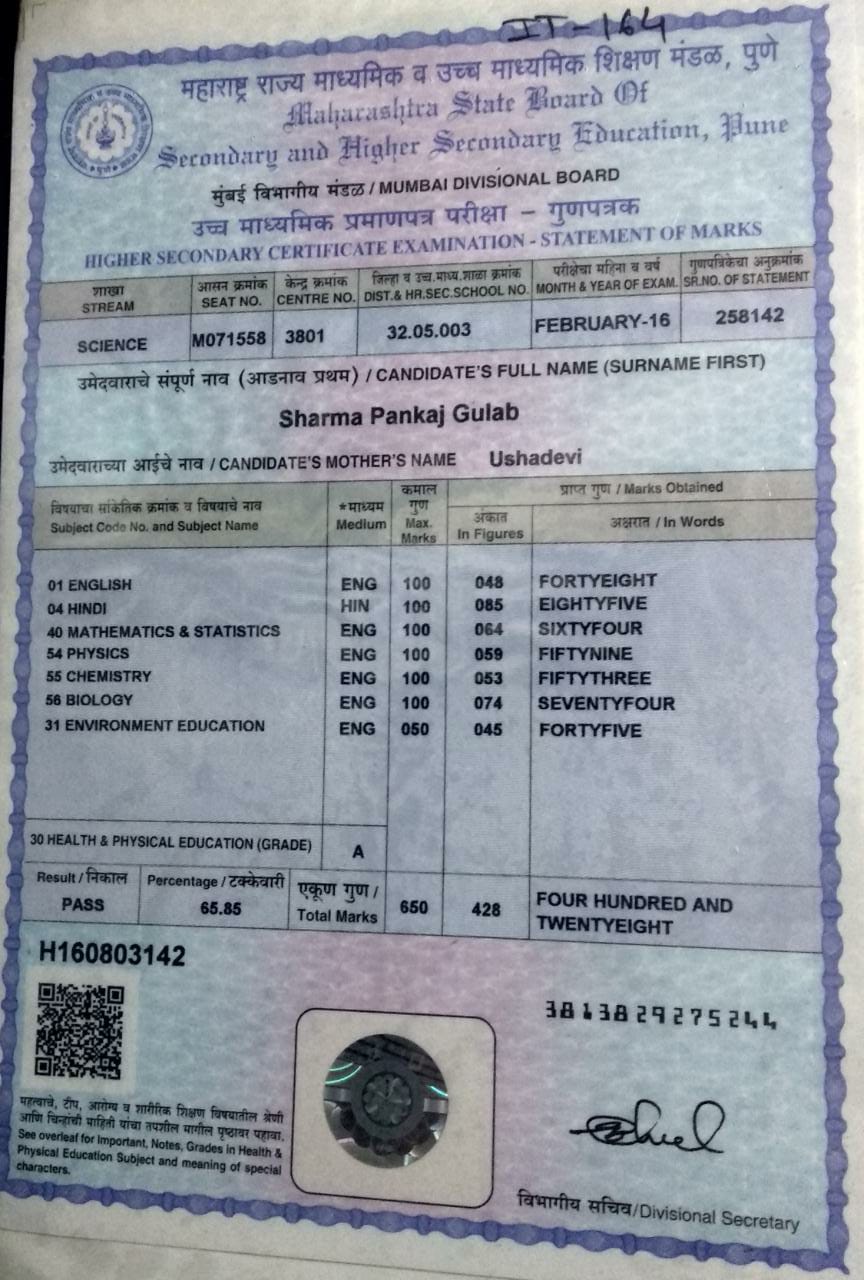 IT-164
महाराष्ट्र राज्य माध्यमिक व उच्च माध्यमिक शिक्षण मंडळ, पुणे
Maharashtra State Board Of
Secondary and Higher Secondary Education, Pune
मुंबई विभागीय मंडळ / MUMBAI DIVISIONAL BOARD
उच्च माध्यमिक प्रमाणपत्र परीक्षा – गुणपत्रक
HIGHER SECONDARY CERTIFICATE EXAMINATION - STATEMENT OF MARKS
शाखा आसन क्रमांक केन्द्र क्रमांक जिल्हा व उच्च.माध्य.शाळा क्रमांक परीक्षेचा महिना व वर्ष गुणपत्रिकेचा अनुक्रमांक
STREAM SEAT NO. CENTRE NO. DIST.& HR.SEC.SCHOOL NO. MONTH & YEAR OF EXAM. SR.NO. OF STATEMENT
SCIENCE M071558 3801 32.05.003 FEBRUARY-16 258142
उमेदवाराचे संपूर्ण नाव (आडनाव प्रथम) / CANDIDATE'S FULL NAME (SURNAME FIRST)
Sharma Pankaj Gulab
उमेदवाराच्या आईचे नाव / CANDIDATE'S MOTHER'S NAME Ushadevi
विषयाचा सांकेतिक क्रमांक व विषयाचे नाव
Subject Code No. and Subject Name
*माध्यम
Medium
कमाल
गुण
Max.
Marks
प्राप्त गुण / Marks Obtained
अंकात
In Figures
अक्षरात / In Words
01 ENGLISH ENG 100 048 FORTYEIGHT
04 HINDI HIN 100 085 EIGHTYFIVE
40 MATHEMATICS & STATISTICS ENG 100 064 SIXTYFOUR
54 PHYSICS ENG 100 059 FIFTYNINE
55 CHEMISTRY ENG 100 053 FIFTYTHREE
56 BIOLOGY ENG 100 074 SEVENTYFOUR
31 ENVIRONMENT EDUCATION ENG 050 045 FORTYFIVE
30 HEALTH & PHYSICAL EDUCATION (GRADE) A
Result / निकाल
PASS
Percentage / टक्केवारी
65.85
एकूण गुण /
Total Marks
650
428
FOUR HUNDRED AND
TWENTYEIGHT
H160803142
3813829275244
महत्वाचे, टीप, आरोग्य व शारीरिक शिक्षण विषयातील श्रेणी
आणि चिन्हांची माहिती यांचा तपशील मागील पृष्ठावर पहावा.
See overleaf for Important, Notes, Grades in Health &
Physical Education Subject and meaning of special
characters.
विभागीय सचिव/Divisional Secretary